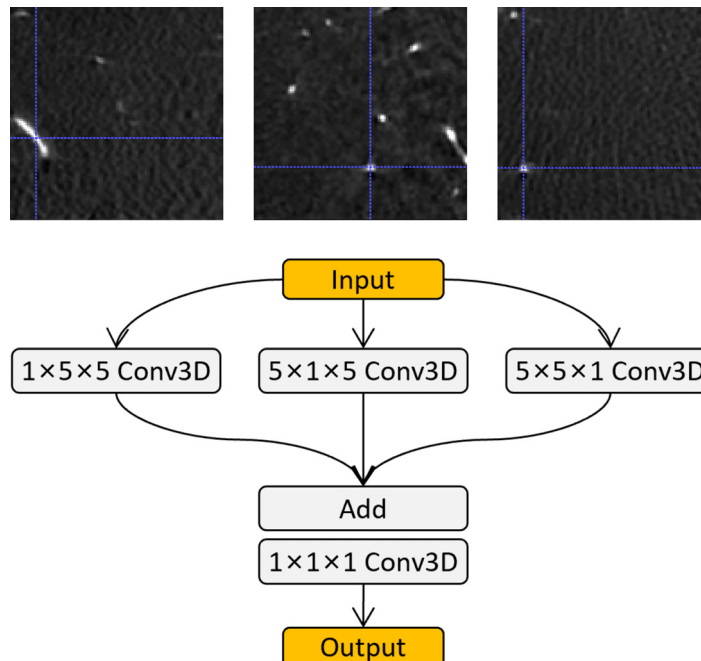 Input
1×5×5 Conv3D
5×1×5 Conv3D
5×5×1 Conv3D
Add
1×1×1 Conv3D
Output